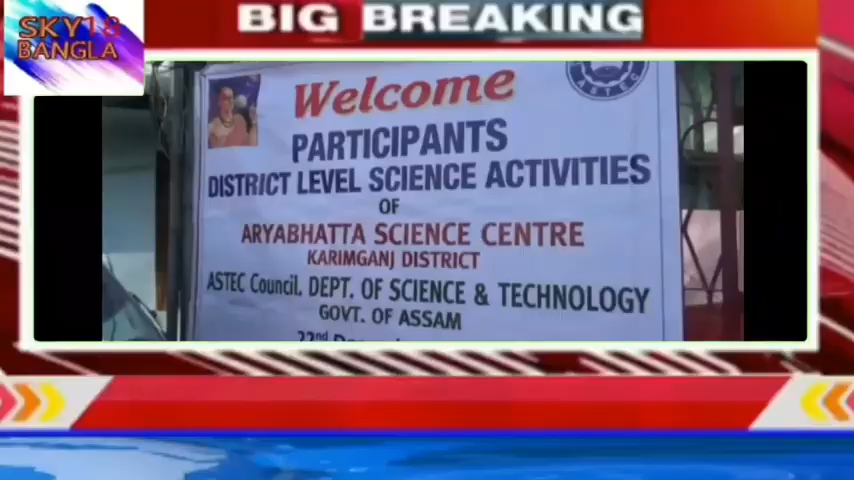 BIG BREAKING
SKY18
BANGLA
Welcome
ASTEC
PARTICIPANTS
DISTRICT LEVEL SCIENCE ACTIVITIES
OF
ARYABHATTA SCIENCE CENTRE
KARIMGANJ DISTRICT
ASTEC Council. DEPT. OF SCIENCE & TECHNOLOGY
GOVT. OF ASSAM
22nd